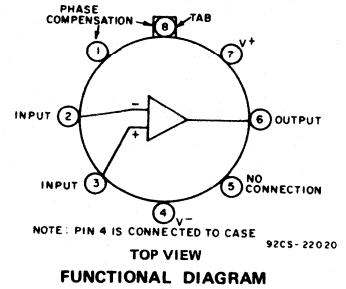 PHASE
COMPENSATION
TAB
8
1
V+
7
INPUT
2
-
6
OUTPUT
+
INPUT
3
NO
CONNECTION
5
4
V-
NOTE: PIN 4 IS CONNECTED TO CASE
92CS-22020
TOP VIEW
FUNCTIONAL DIAGRAM